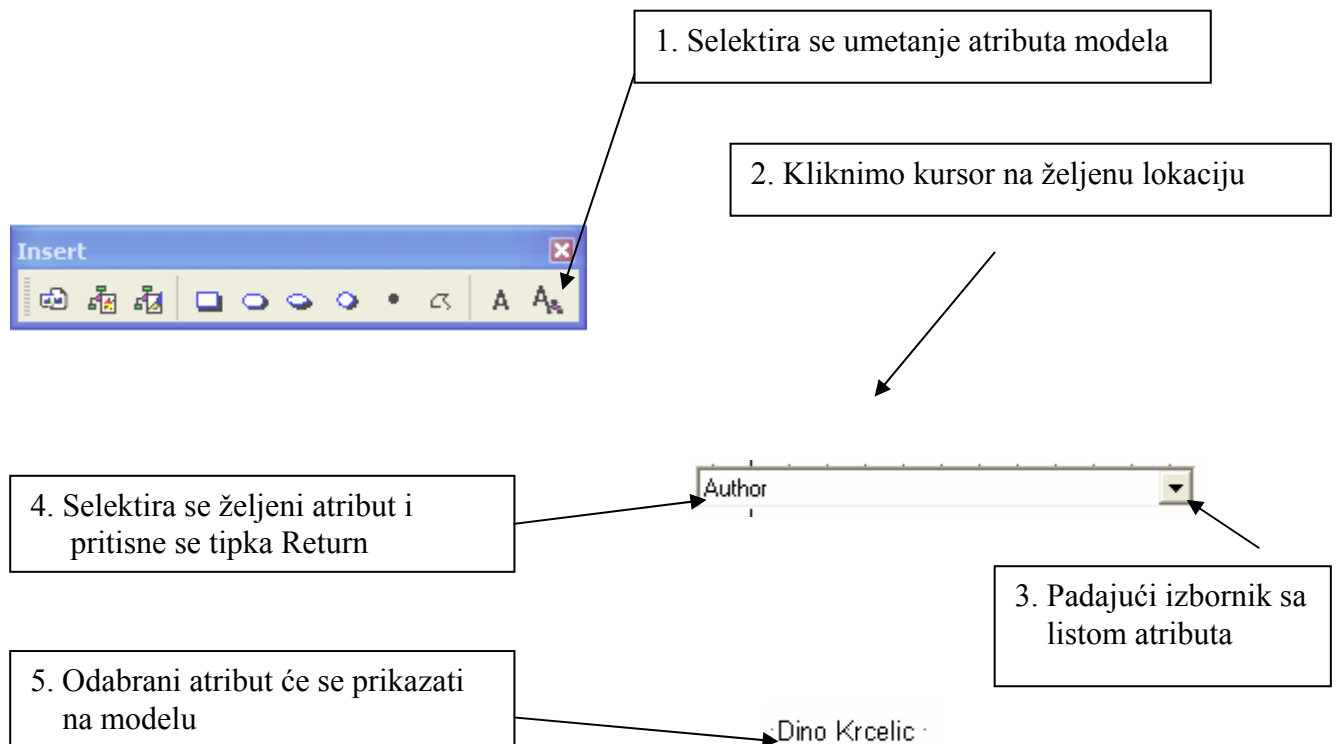 1. Selektira se umetanje atributa modela
2. Kliknimo kursor na željenu lokaciju
Insert
A A
Author
4. Selektira se željeni atribut i
pritisne se tipka Return
3. Padajući izbornik sa
listom atributa
5. Odabrani atribut će se prikazati
na modelu
Dino Krcelic